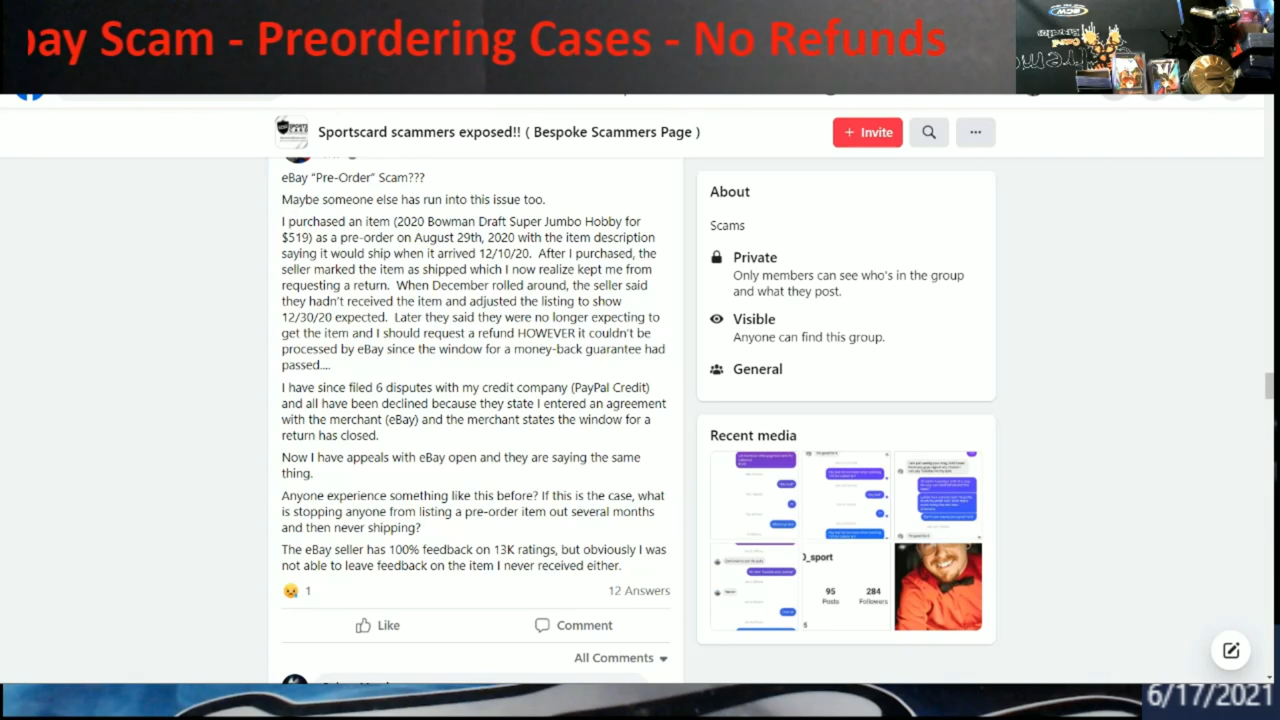 ay Scam - Preordering Cases - No Refunds
Sportscard scammers exposed!! ( Bespoke Scammers Page )
+ Invite
eBay “Pre-Order” Scam???
Maybe someone else has run into this issue too.
I purchased an item (2020 Bowman Draft Super Jumbo Hobby for
$519) as a pre-order on August 29th, 2020 with the item description
saying it would ship when it arrived 12/10/20. After I purchased, the
seller marked the item as shipped which I now realize kept me from
requesting a return. When December rolled around, the seller said
they hadn't received the item and adjusted the listing to show
12/30/20 expected. Later they said they were no longer expecting to
get the item and I should request a refund HOWEVER it couldn't be
processed by eBay since the window for a money-back guarantee had
passed....
I have since filed 6 disputes with my credit company (PayPal Credit)
and all have been declined because they state I entered an agreement
with the merchant (eBay) and the merchant states the window for a
return has closed.
Now I have appeals with eBay open and they are saying the same
thing.
Anyone experience something like this before? If this is the case, what
is stopping anyone from listing a pre-order item out several months
and then never shipping?
The eBay seller has 100% feedback on 13K ratings, but obviously I was
not able to leave feedback on the item I never received either.
1
12 Answers
Like
Comment
All Comments
About
Scams
Private
Only members can see who's in the group
and what they post.
Visible
Anyone can find this group.
General
Recent media
_sport
95
284
Posts
Followers
6/17/2021